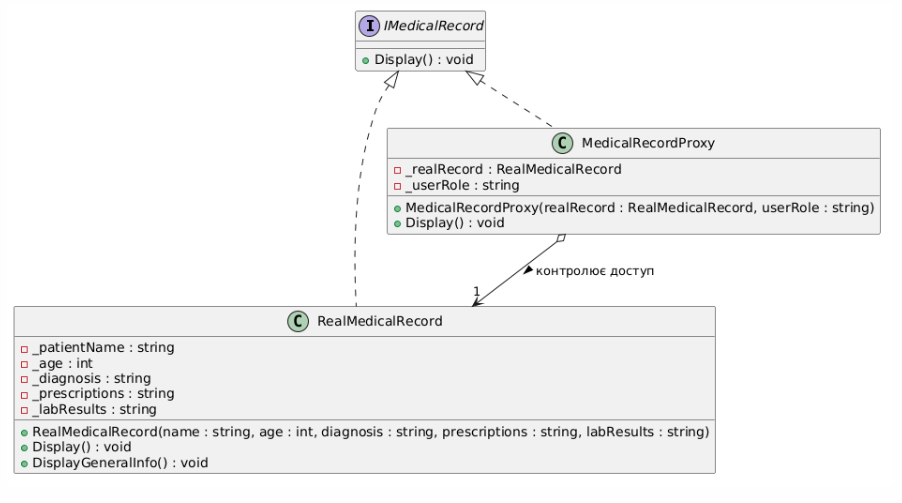 I IMedicalRecord
Display() : void
C MedicalRecordProxy
_realRecord : RealMedicalRecord
_userRole : string
MedicalRecordProxy(realRecord : RealMedicalRecord, userRole : string)
Display() : void
контролює доступ
1
C RealMedicalRecord
_patientName : string
_age : int
_diagnosis : string
_prescriptions : string
_labResults : string
RealMedicalRecord(name : string, age : int, diagnosis : string, prescriptions : string, labResults : string)
Display() : void
DisplayGeneralInfo() : void